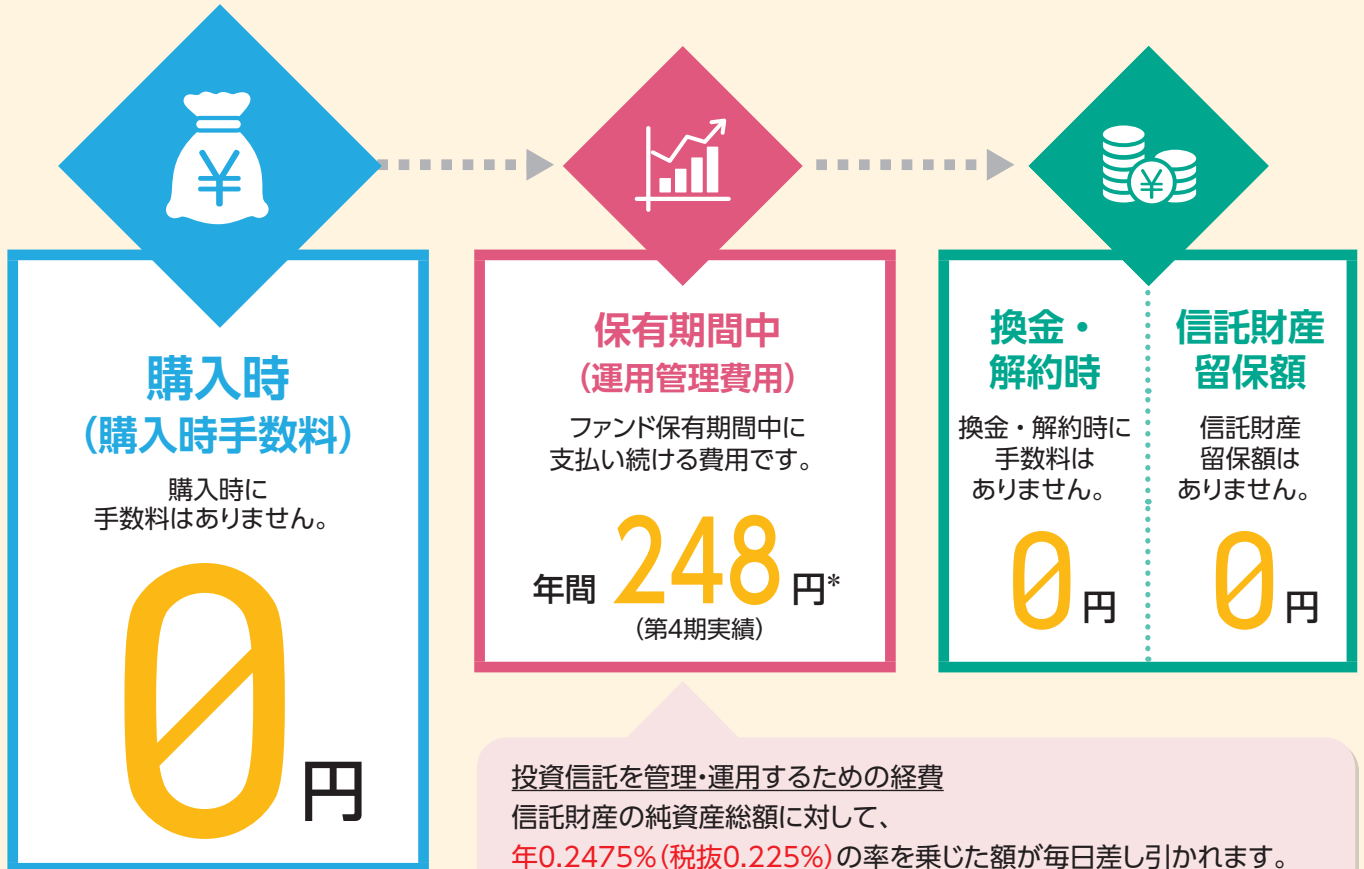 購入時
(購入時手数料)
購入時に
手数料はありません。
0円
保有期間中
(運用管理費用)
ファンド保有期間中に
支払い続ける費用です。
年間 248 円*
(第4期実績)
換金・
解約時
換金・解約時に
手数料は
ありません。
0円
信託財産
留保額
信託財産
留保額は
ありません。
0円
投資信託を管理・運用するための経費
信託財産の純資産総額に対して、
年0.2475%(税抜0.225%)の率を乗じた額が毎日差し引かれます。